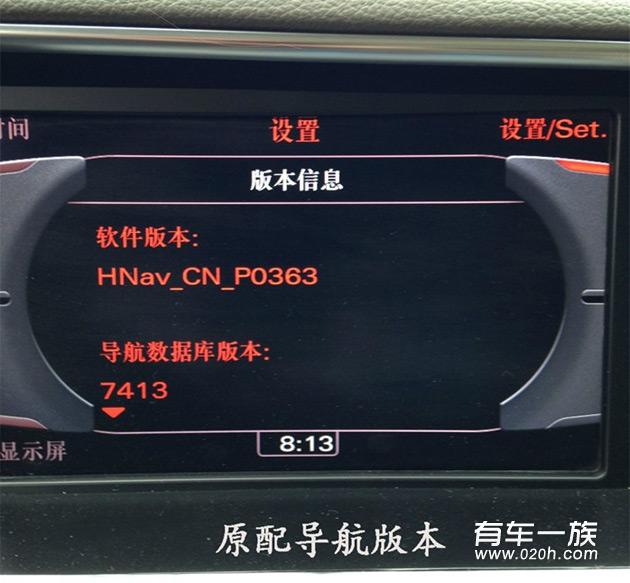 时间
设置
设置/Set.
版本信息
软件版本:
HNav_CN_P0363
导航数据库版本:
7413
显示屏
8:13
原配导航版本
有车一族
www.020h.com